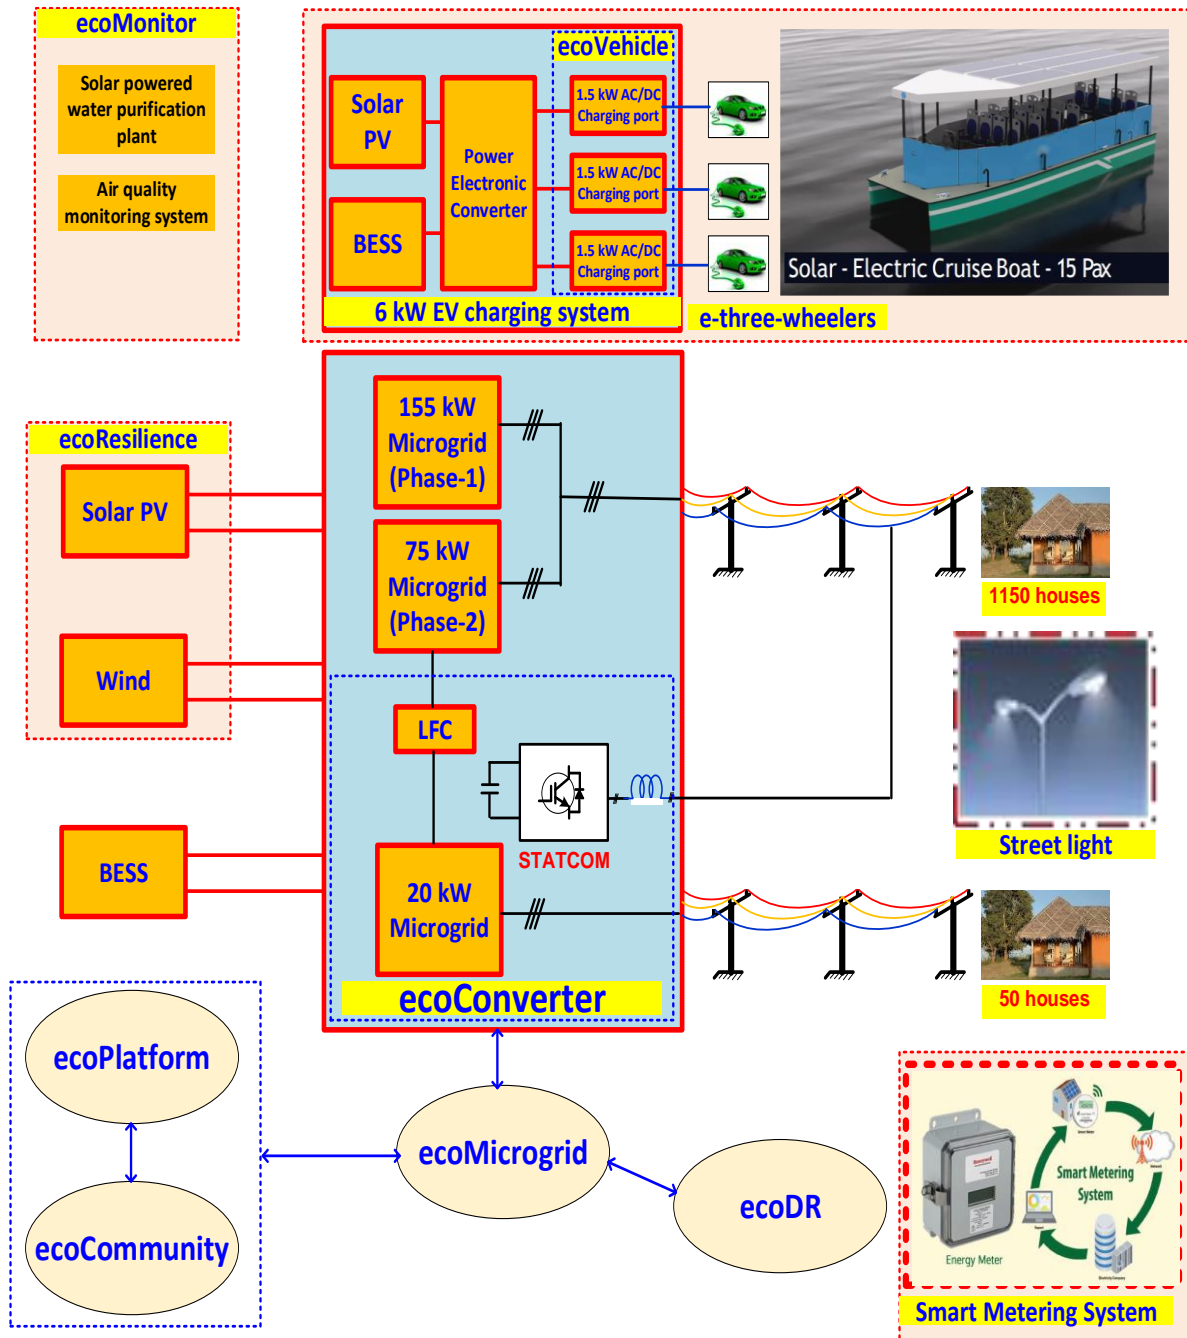 ecoMonitor
Solar powered
water purification
plant
Air quality
monitoring system
ecoVehicle
Solar
PV
BESS
Power
Electronic
Converter
1.5 kW AC/DC
Charging port
1.5 kW AC/DC
Charging port
1.5 kW AC/DC
Charging port
6 kW EV charging system
e-three-wheelers
Solar - Electric Cruise Boat - 15 Pax
ecoResilience
Solar PV
Wind
BESS
155 kW
Microgrid
(Phase-1)
75 kW
Microgrid
(Phase-2)
LFC
STATCOM
20 kW
Microgrid
ecoConverter
1150 houses
Street light
50 houses
ecoPlatform
ecoCommunity
ecoMicrogrid
ecoDR
Smart Metering
System
Energy Meter
Smart Metering System